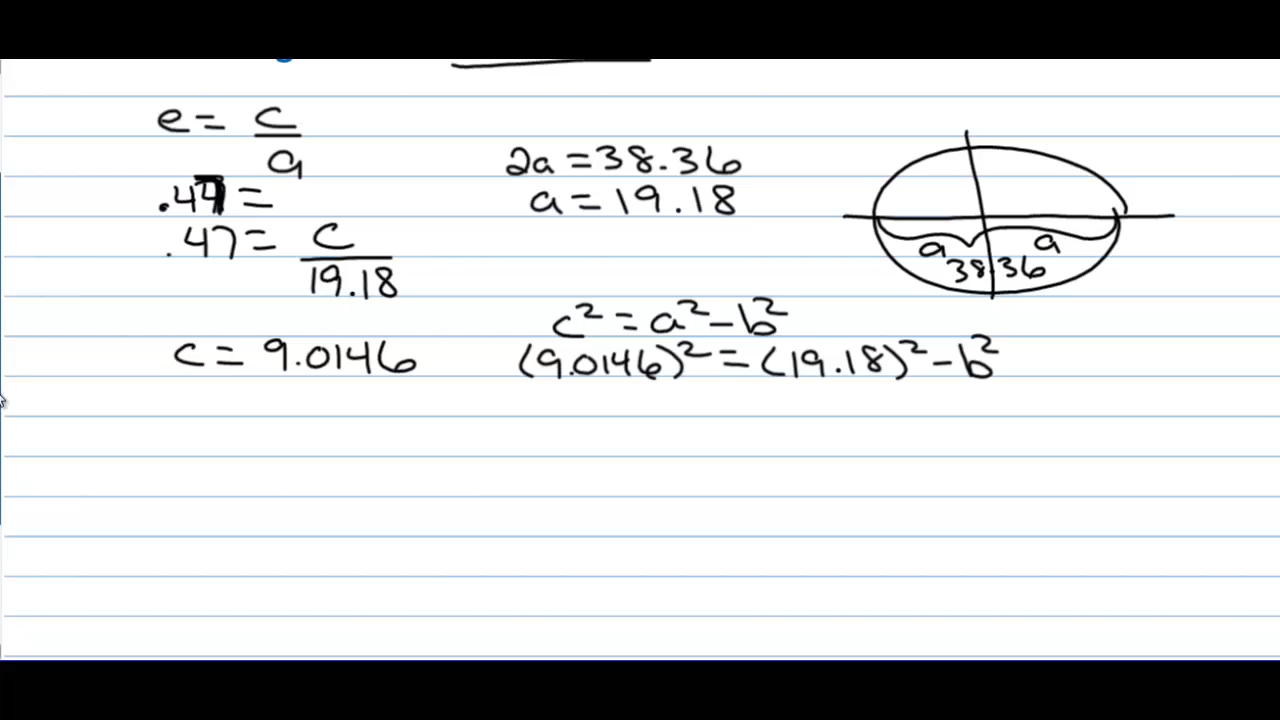 e = c/a
2a = 38.36
.47 =
a = 19.18
.47 = c/19.18
a a
38.36
c² = a² - b²
c = 9.0146
(9.0146)² = (19.18)² - b²